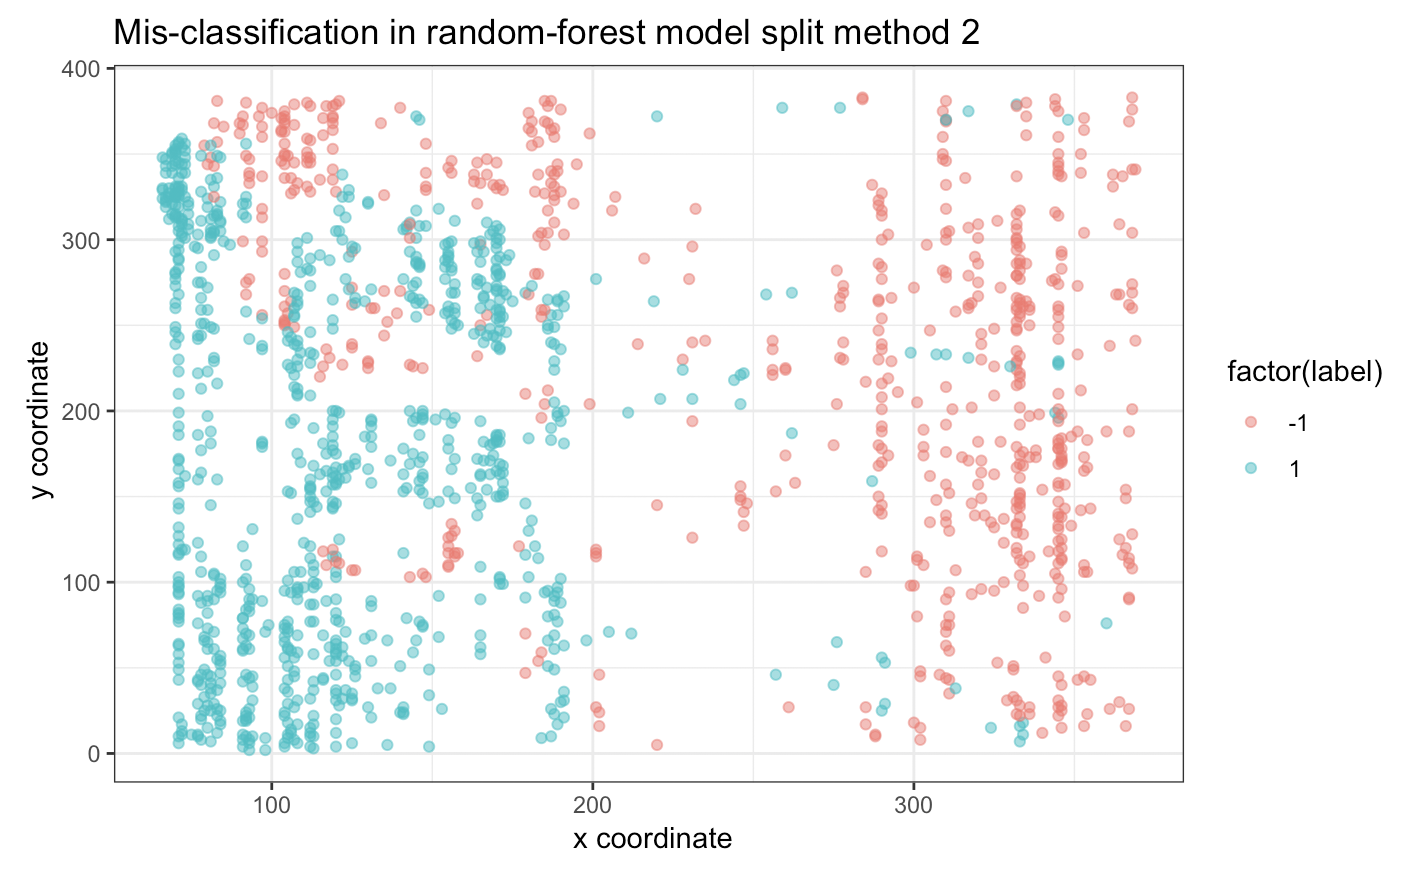 Mis-classification in random-forest model split method 2
400
300
200
100
0
y coordinate
100
200
300
x coordinate
factor(label)
-1
1